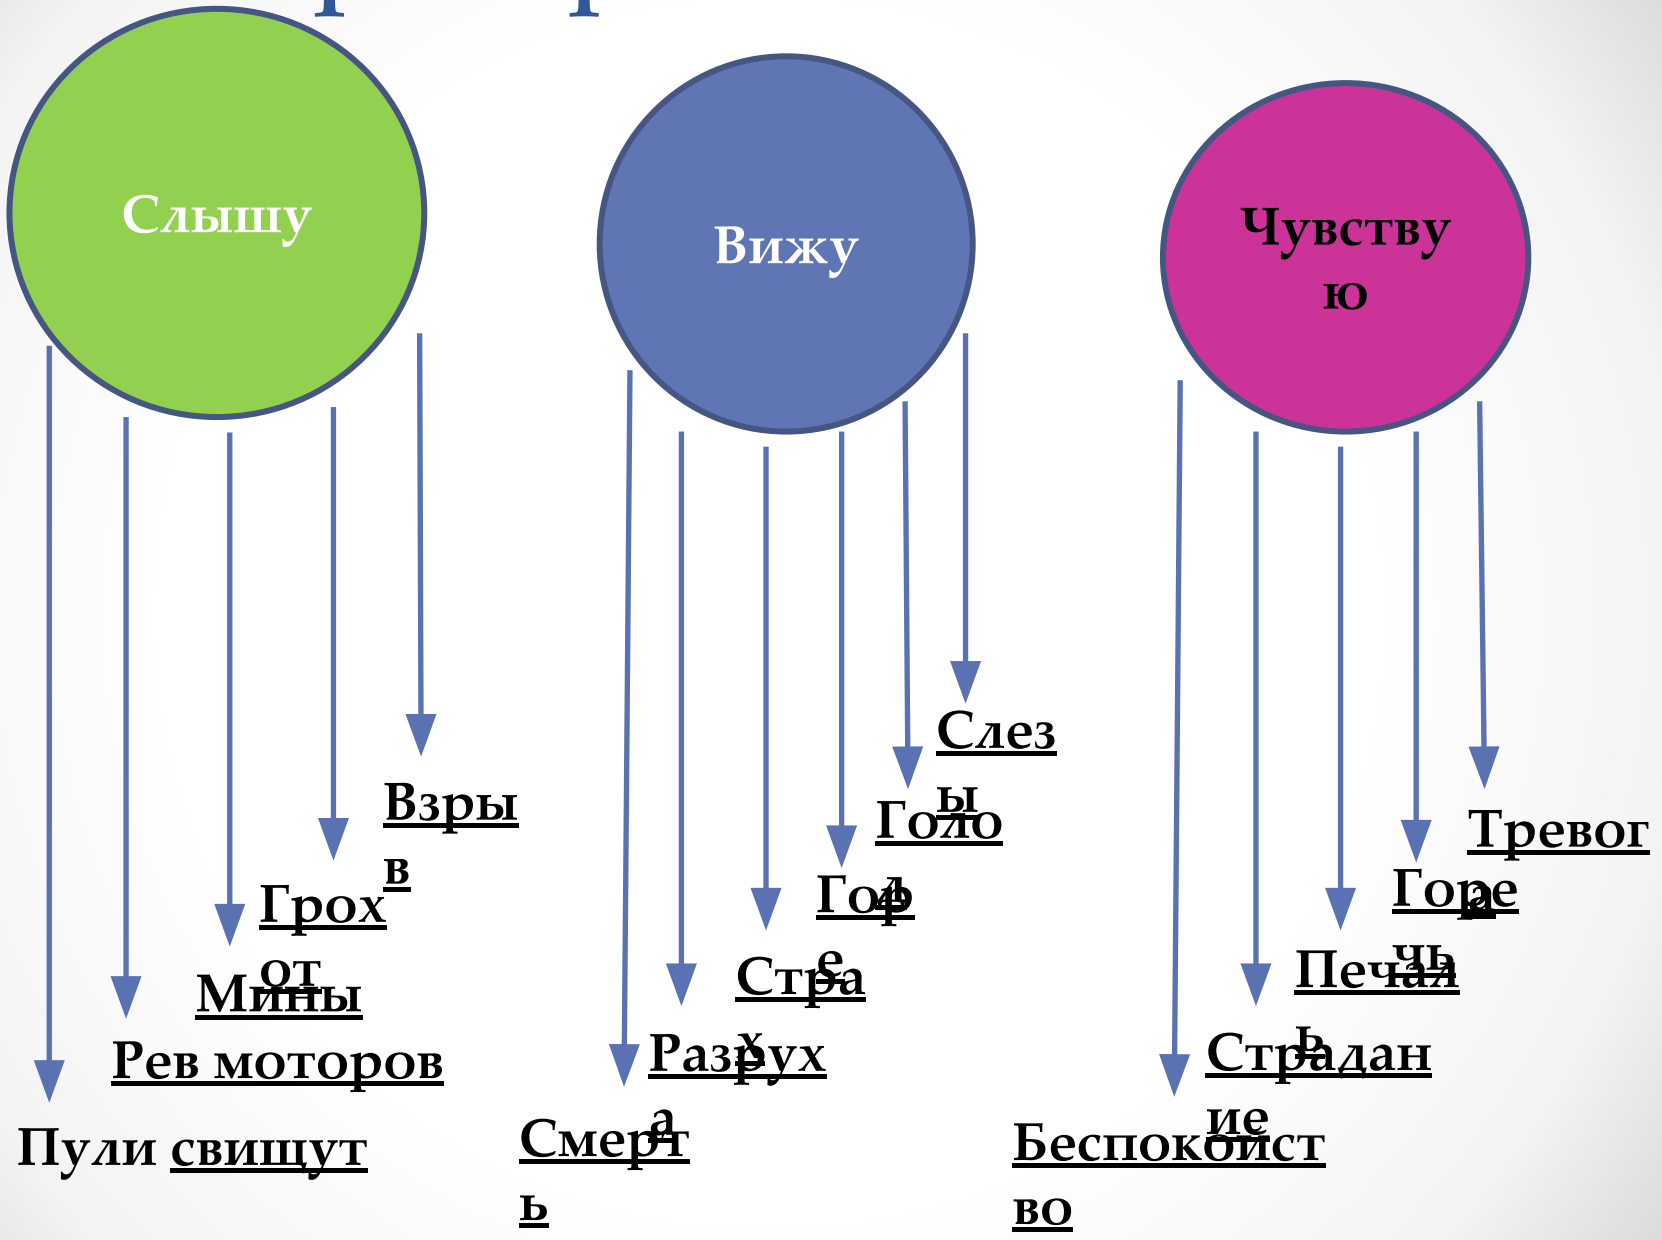 Слышу
Вижу
Чувству
ю
Взры
в
Грох
от
Мины
Рев моторов
Пули свищут
Слез
ы
Голо
д
Гор
е
Стра
х
Разрух
а
Смерт
ь
Тревог
а
Горе
чь
Печал
ь
Страдан
ие
Беспокойст
во